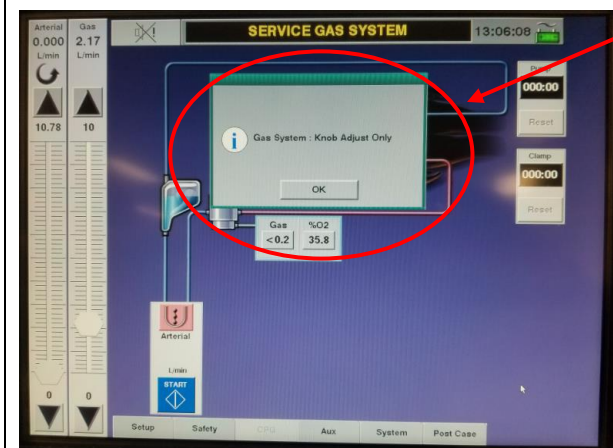 Arterial
0.000
L/min
Gas
2.17
L/min
SERVICE GAS SYSTEM
13:06:08
10.78
10
Pump
000:00
Reset
i
Gas System : Knob Adjust Only
OK
Clamp
000:00
Reset
Gas
<0.2
%O2
35.8
Arterial
L/min
START
0
0
Setup
Safety
CPG
Aux
System
Post Case